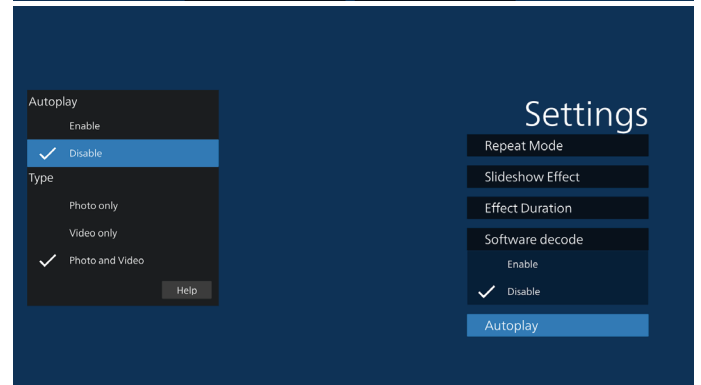 Autoplay
Enable
Disable
Type
Photo only
Video only
Photo and Video
Help
Settings
Repeat Mode
Slideshow Effect
Effect Duration
Software decode
Enable
Disable
Autoplay